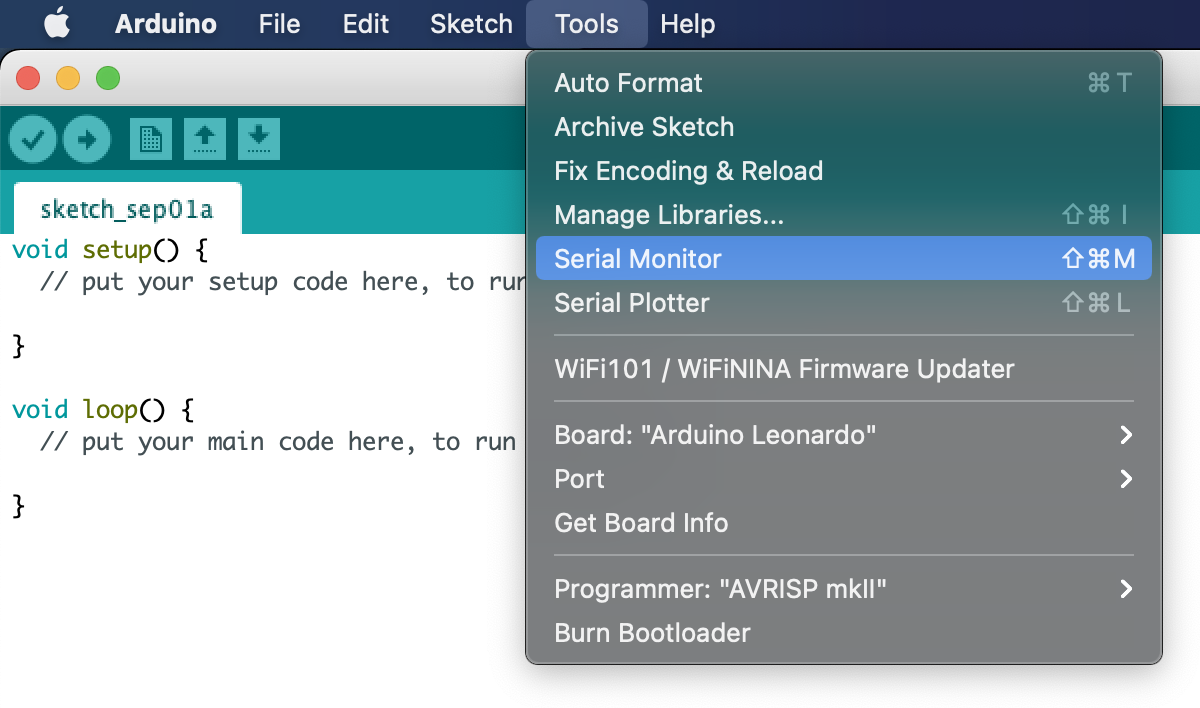 Arduino File Edit Sketch Tools Help
Auto Format ⌘T
Archive Sketch
Fix Encoding & Reload
Manage Libraries... ⇧⌘I
Serial Monitor ⇧⌘M
Serial Plotter ⇧⌘L
WiFi101 / WiFiNINA Firmware Updater
Board: "Arduino Leonardo"
Port
Get Board Info
Programmer: "AVRISP mkII"
Burn Bootloader
sketch_sep01a
void setup() {
// put your setup code here, to run
}
void loop() {
// put your main code here, to run
}